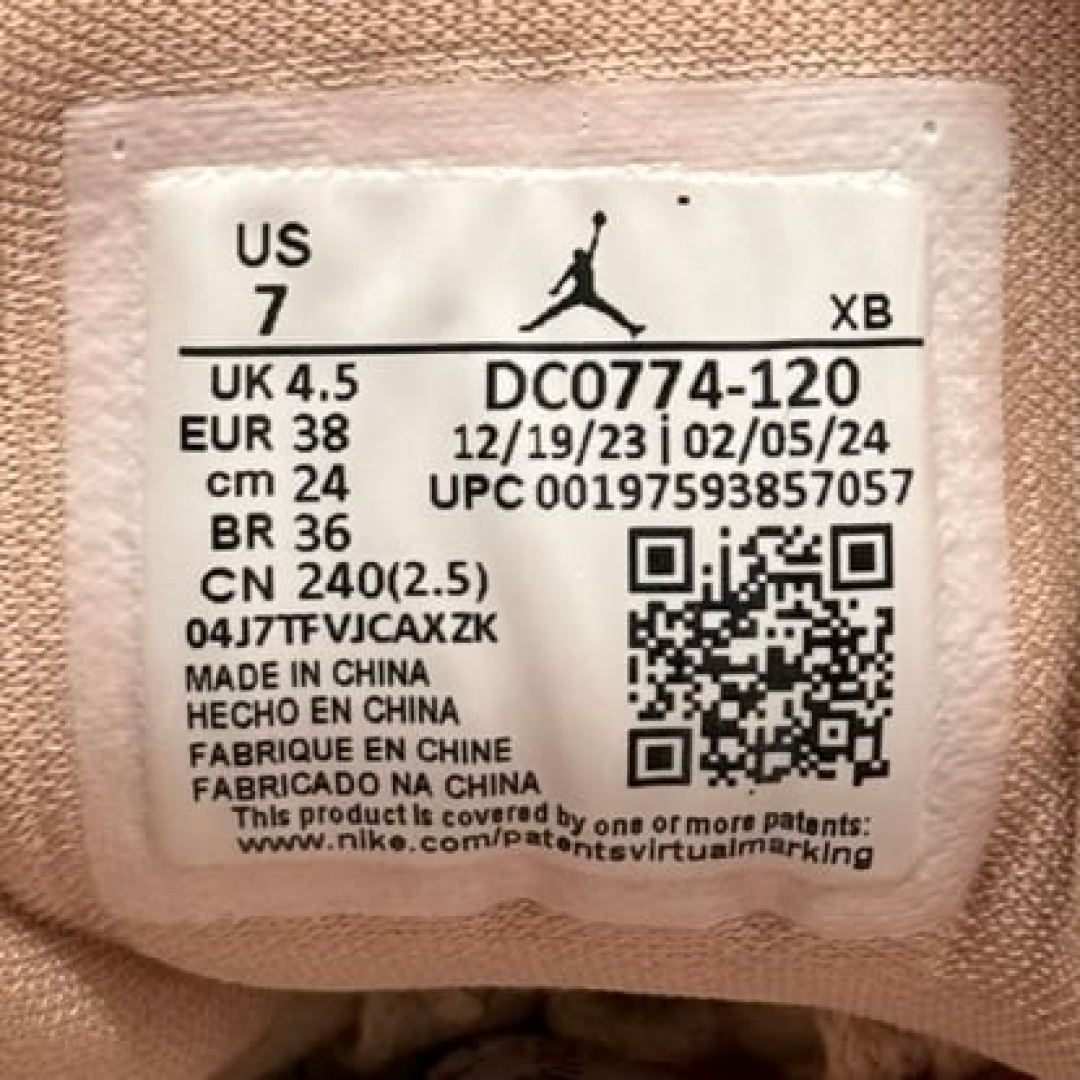 US
7
XB
UK 4.5
DC0774-120
EUR 38
12/19/23 | 02/05/24
cm 24
UPC 00197593857057
BR 36
CN 240(2.5)
04J7TFVJCAXZK
MADE IN CHINA
HECHO EN CHINA
FABRIQUE EN CHINE
FABRICADO NA CHINA
This product is covered by one or more patents:
www.nike.com/patentsvirtualmarking